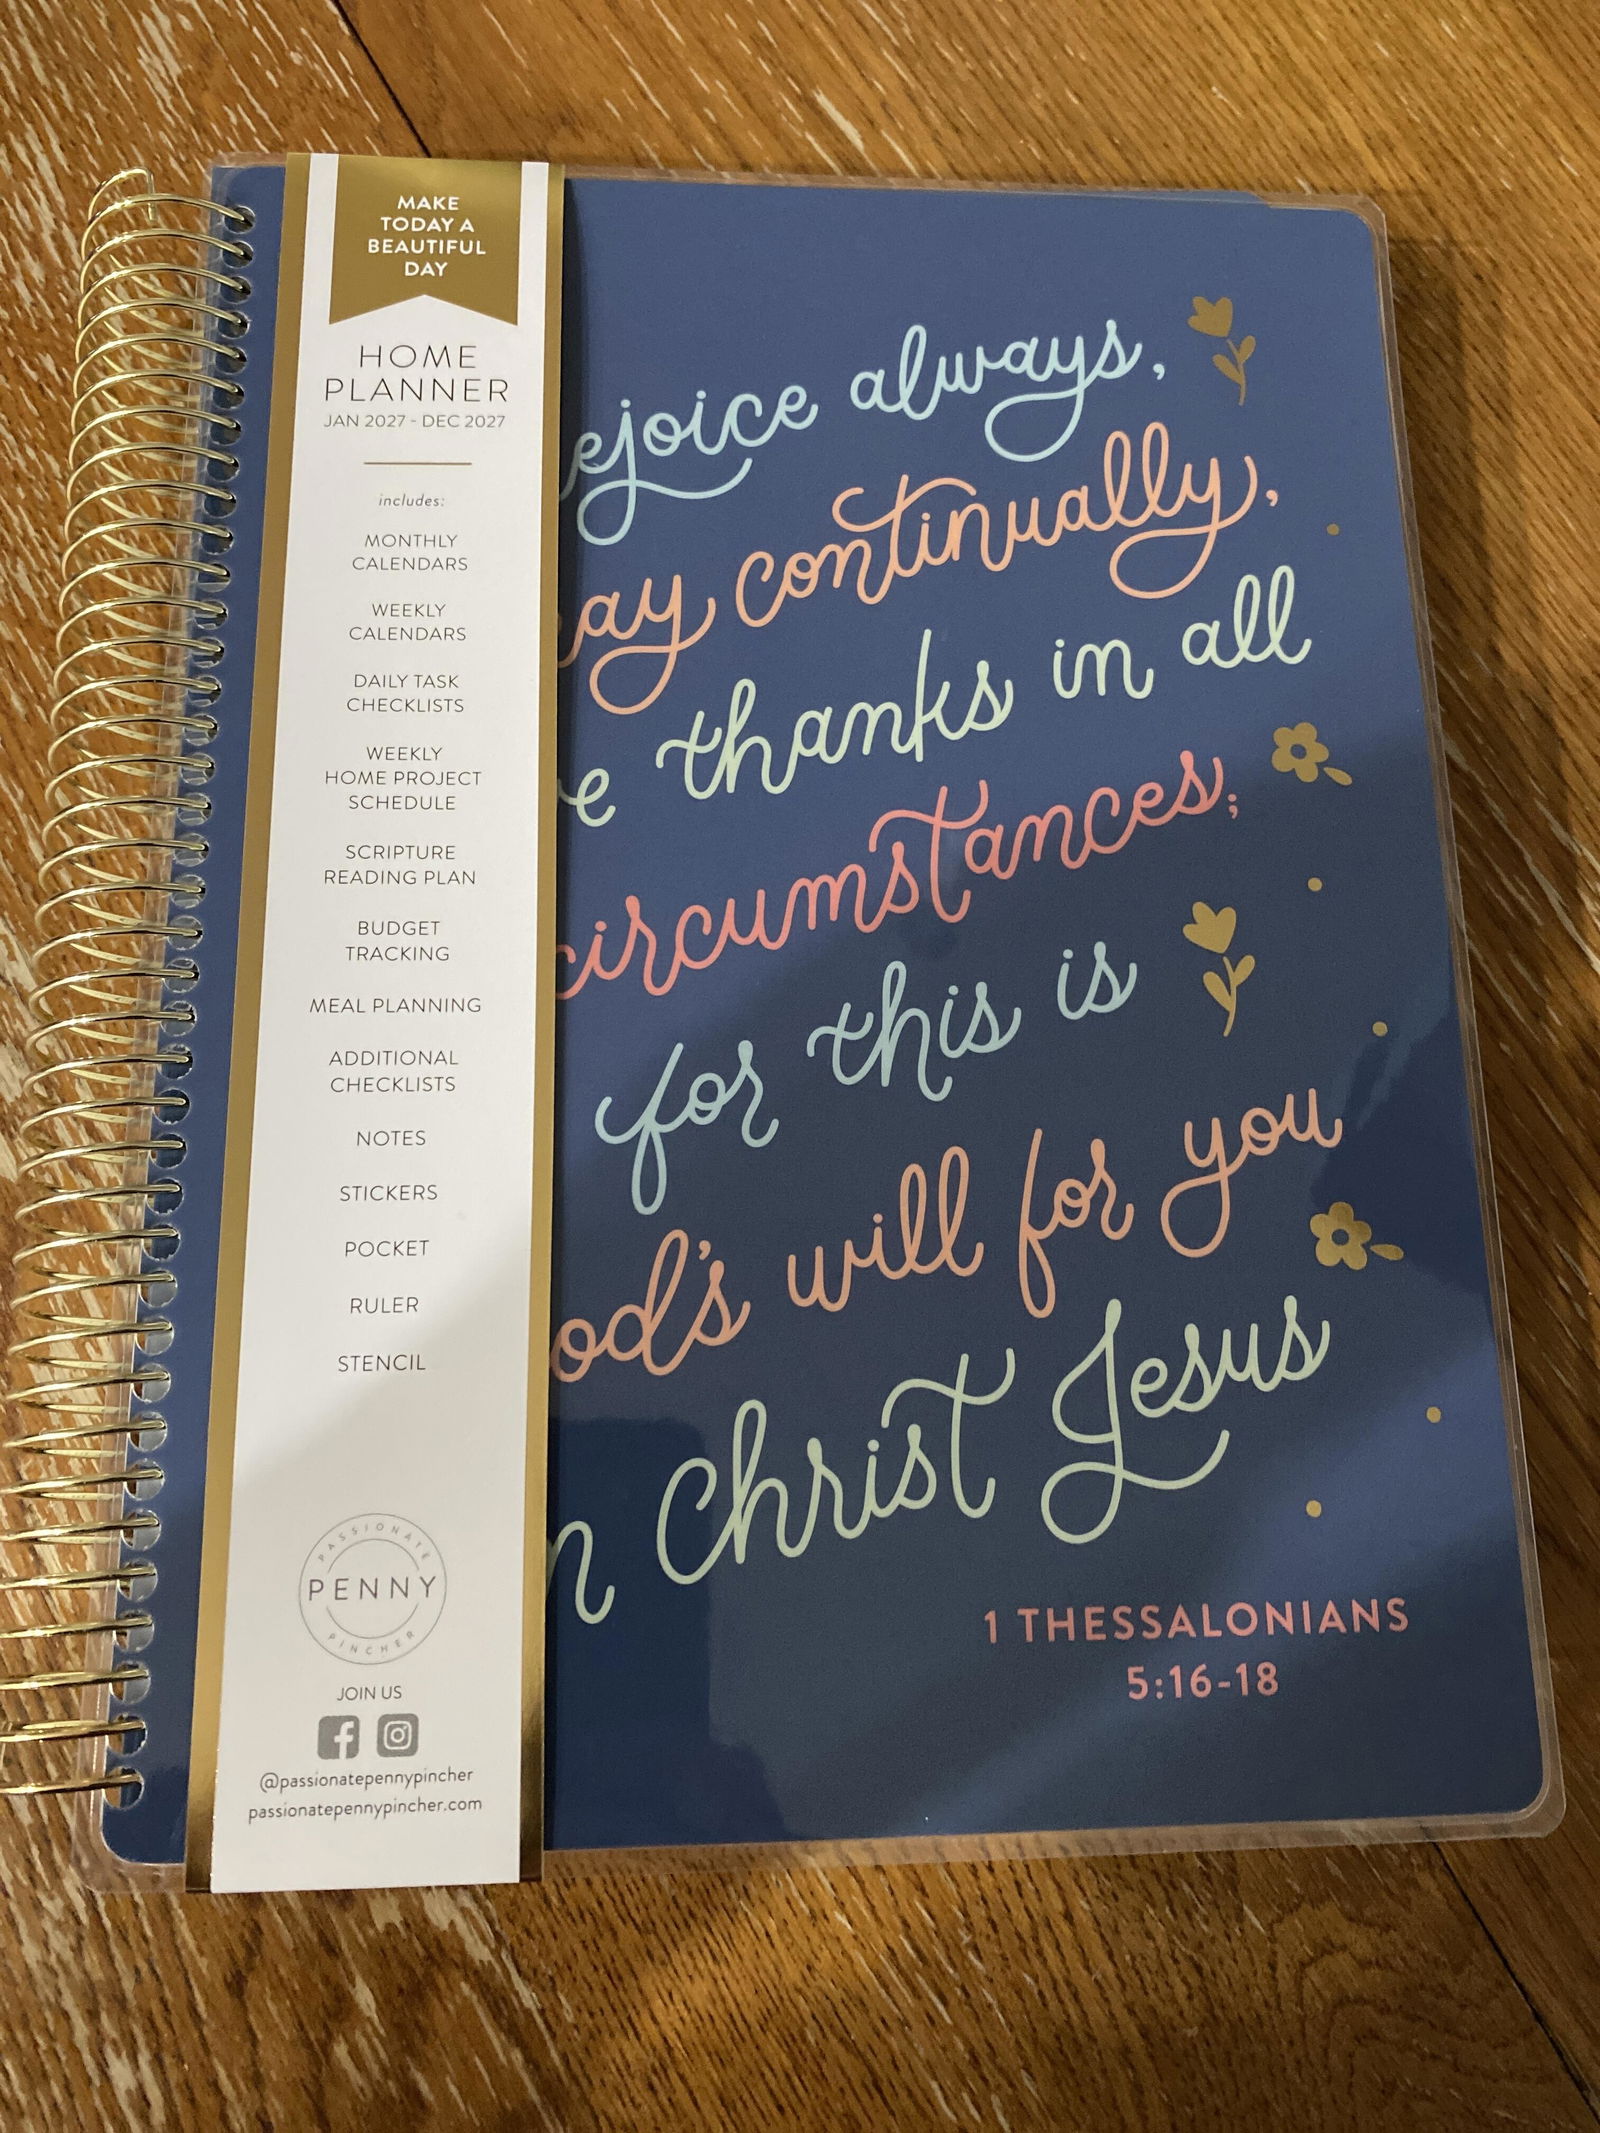 MAKE
TODAY A
BEAUTIFUL
DAY
HOME
PLANNER
JAN 2027 - DEC 2027
includes:
MONTHLY
CALENDARS
WEEKLY
CALENDARS
DAILY TASK
CHECKLISTS
WEEKLY
HOME PROJECT
SCHEDULE
SCRIPTURE
READING PLAN
BUDGET
TRACKING
MEAL PLANNING
ADDITIONAL
CHECKLISTS
NOTES
STICKERS
POCKET
RULER
STENCIL
PASSIONATE
PENNY
PINCHER
JOIN US
@passionatepennypincher
passionatepennypincher.com
ejoice always,
ay continually,
e thanks in all
circumstances;
for this is
od's will for you
n Christ Jesus
1 THESSALONIANS
5:16-18